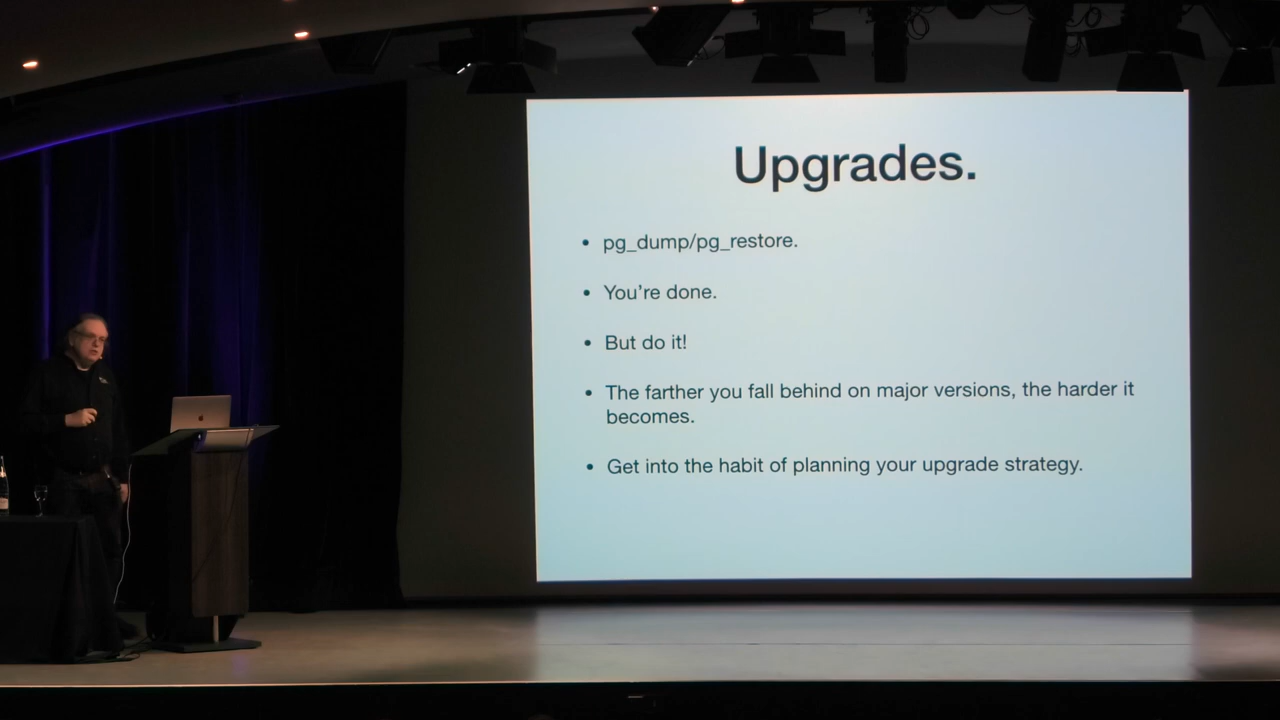 Upgrades.
• pg_dump/pg_restore.
• You’re done.
• But do it!
• The farther you fall behind on major versions, the harder it
becomes.
• Get into the habit of planning your upgrade strategy.